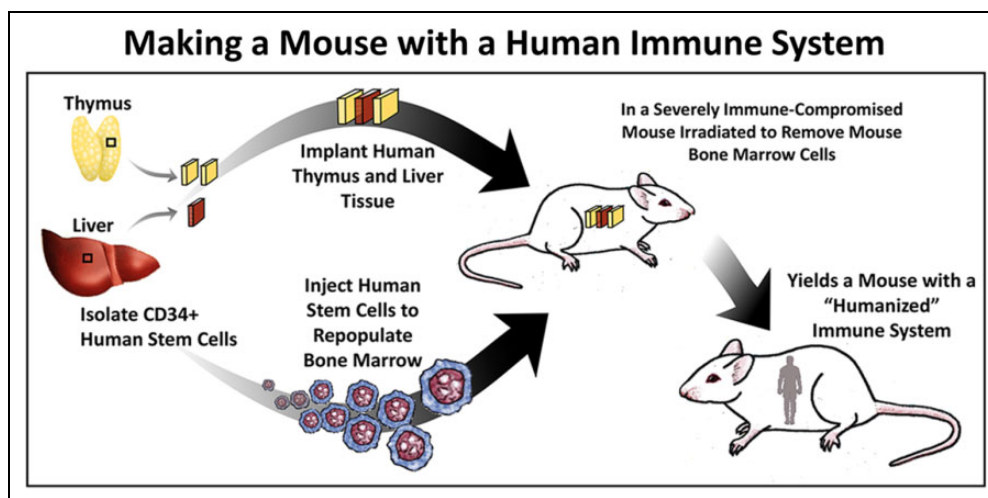 Making a Mouse with a Human Immune System
Thymus
Liver
Isolate CD34+
Human Stem Cells
Implant Human
Thymus and Liver
Tissue
Inject Human
Stem Cells to
Repopulate
Bone Marrow
In a Severely Immune-Compromised
Mouse Irradiated to Remove Mouse
Bone Marrow Cells
Yields a Mouse with a
“Humanized”
Immune System